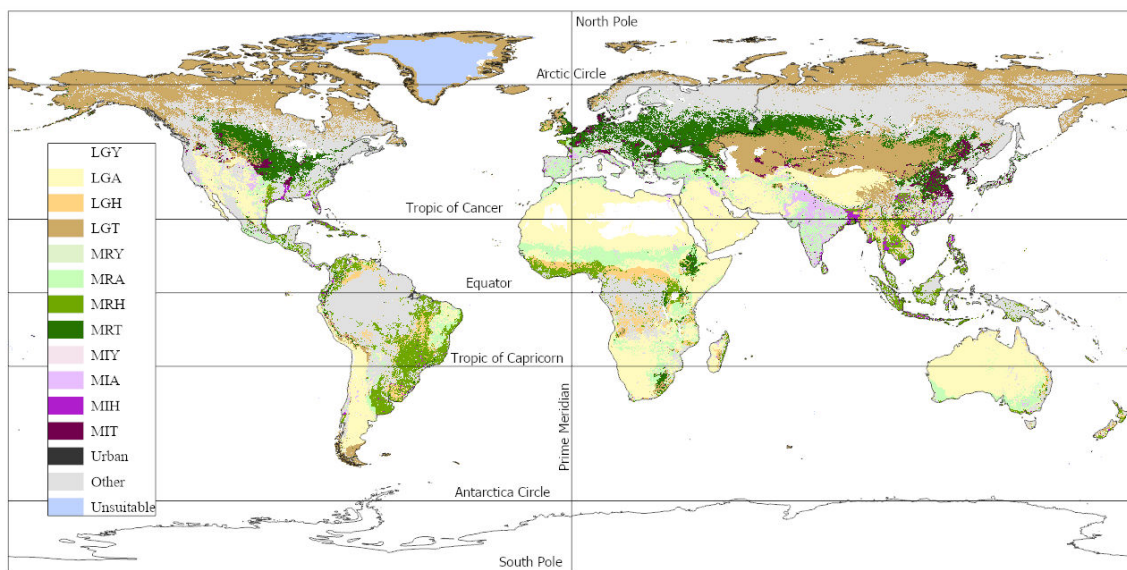 North Pole
Arctic Circle
LGY
LGA
LGH
LGT
MRY
MRA
MRH
MRT
MIY
MIA
MIH
MIT
Urban
Other
Unsuitable
Tropic of Cancer
Equator
Tropic of Capricorn
Prime Meridian
Antarctica Circle
South Pole